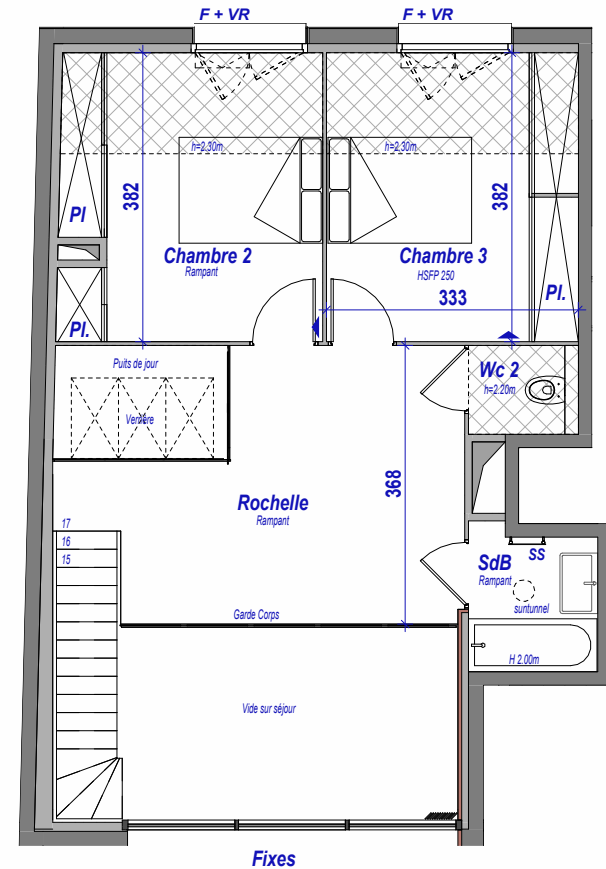 F + VR
F + VR
h=2.30m
h=2.30m
382
382
Pl
Chambre 2
Rampant
Chambre 3
HSFP 250
333
Pl.
Pl.
Puits de jour
Verrière
Wc 2
h=2.20m
368
Rochelle
Rampant
17
16
15
SdB
Rampant
SS
suntunnel
Garde Corps
H 2.00m
Vide sur séjour
Fixes